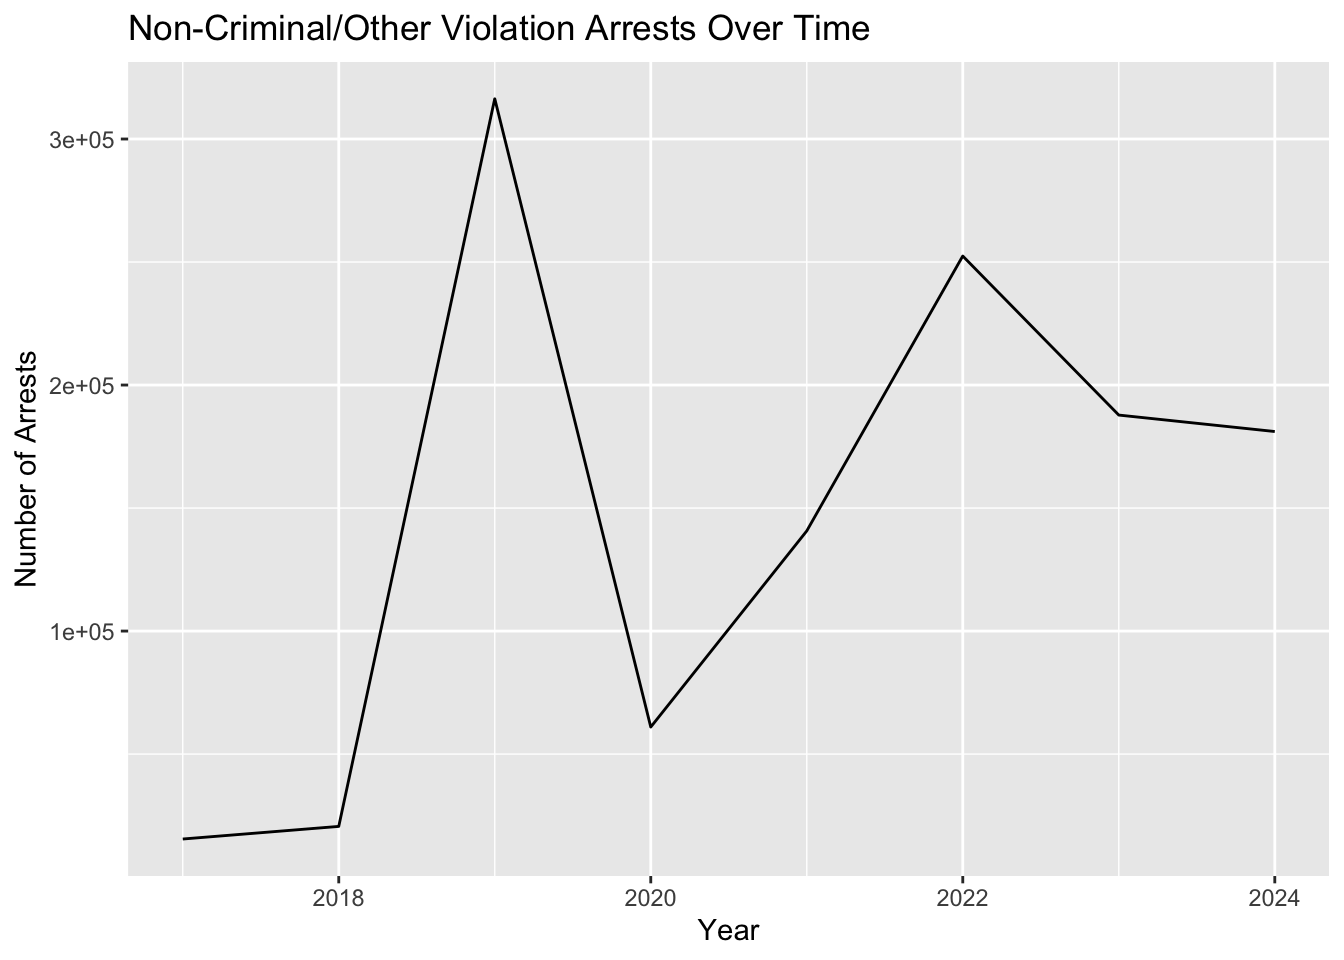 Non-Criminal/Other Violation Arrests Over Time
3e+05
2e+05
1e+05
Number of Arrests
2018 2020 2022 2024
Year